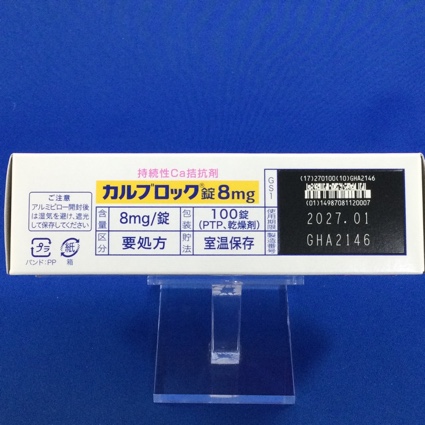 持続性Ca拮抗剤
カルブロック®錠8mg
ご注意
アルミピロー開封後
は湿気を避け、遮光
して保存してください
プラ
紙
バンド:PP
箱
含量
8mg/錠
包装
100錠
(PTP、乾燥剤)
区分
要処方
貯法
室温保存
GS1
使用期限
製造番号
(17)270100(10)GHA2146
(01)14987081120007
2027.01
GHA2146